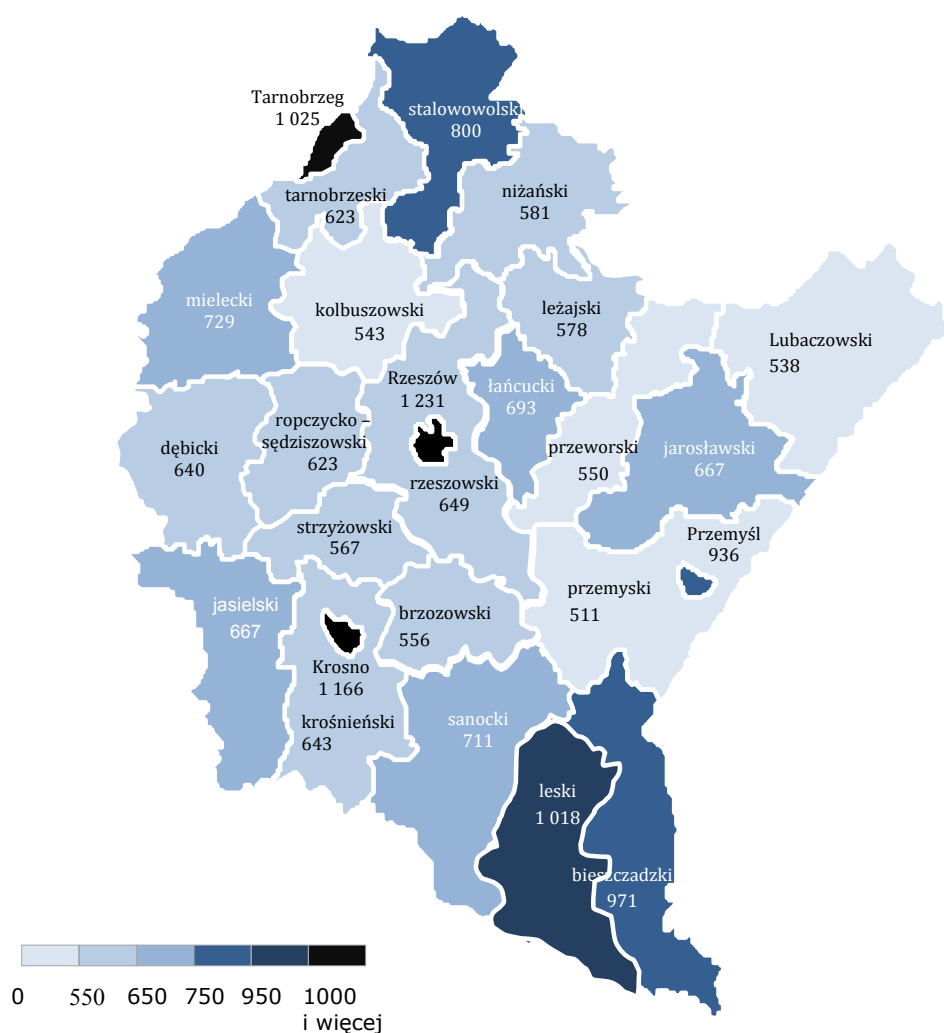 Tarnobrzeg
1 025
stalowowolski
800
tarnobrzeski
623
niżański
581
mielecki
729
kolbuszowski
543
leżajski
578
Lubaczowski
538
Rzeszów
1 231
łańcucki
693
ropczycko –
sędziszowski
623
dębicki
640
przeworski
550
jarosławski
667
rzeszowski
649
strzyżowski
567
Przemyśl
936
przemyski
511
jasielski
667
brzozowski
556
Krosno
1 166
krośnieński
643
sanocki
711
leski
1 018
bieszczadzki
971
0 550 650 750 950 1000
i więcej